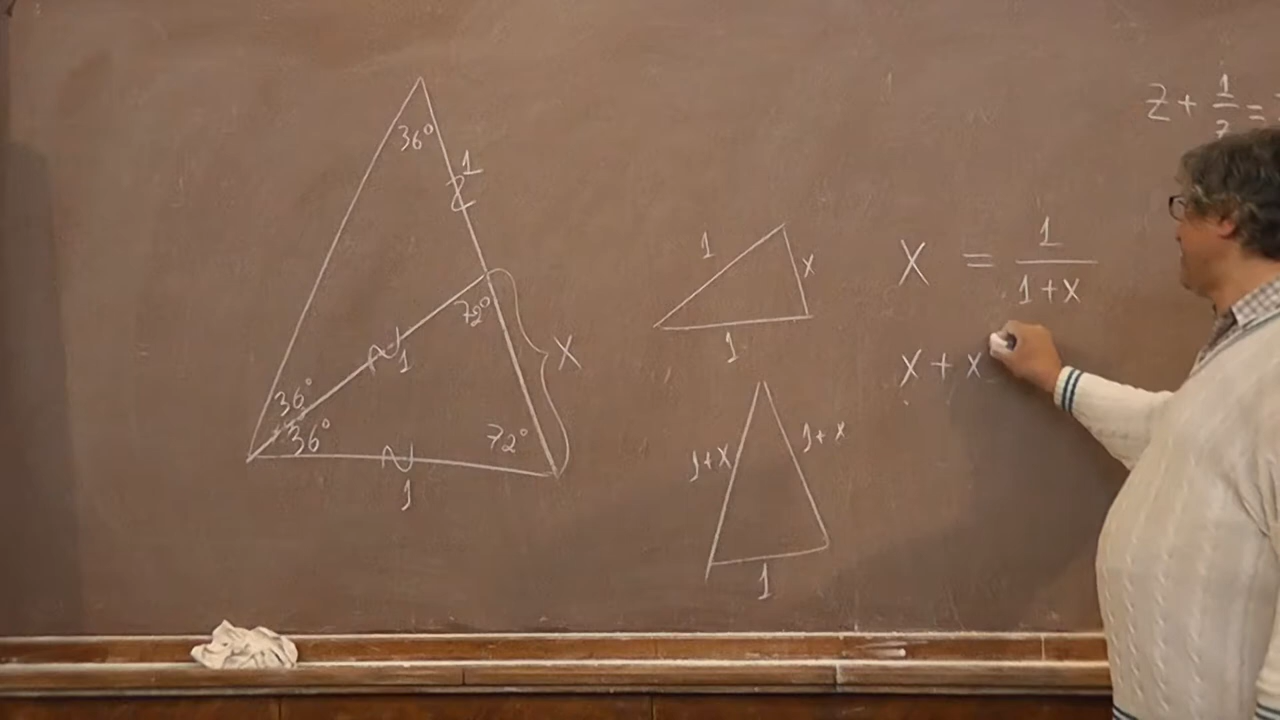 36°
1
72°
1
X
36°
36°
72°
1
1
x
1
1+x
1+x
1
X = 1/(1+x)
x + x
z + 1/z =